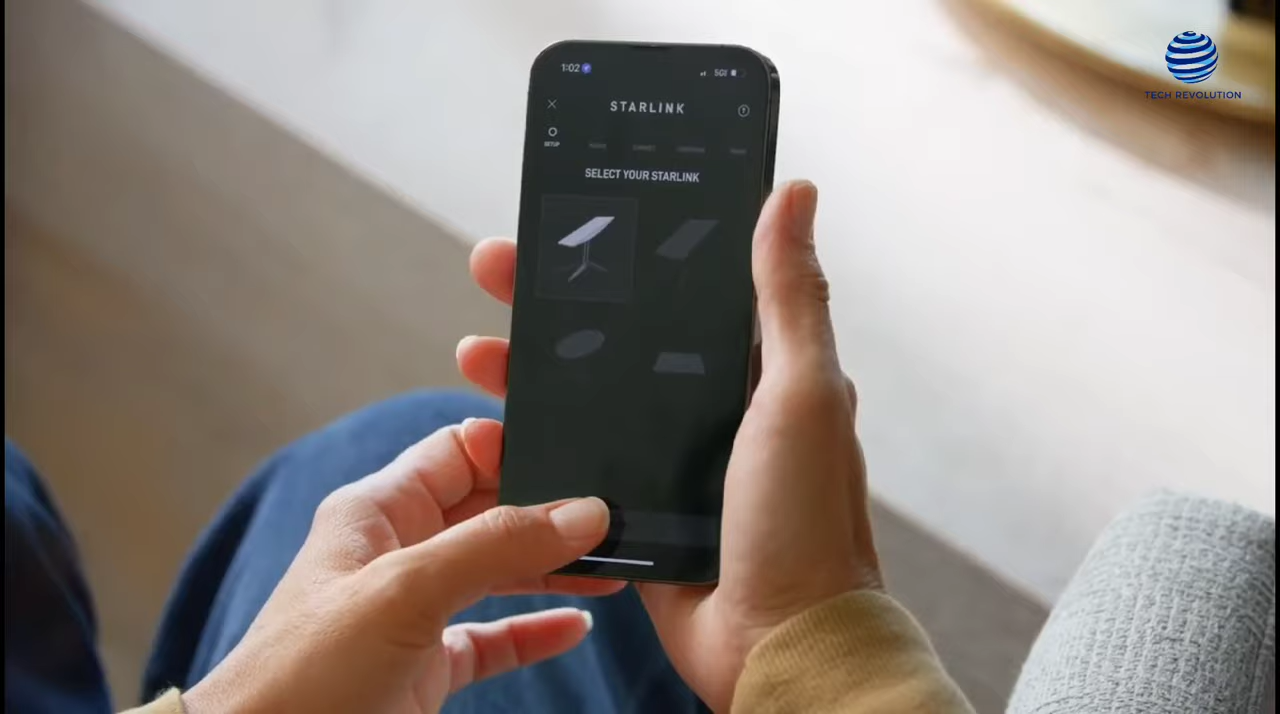 1:02
5G
STARLINK
SETUP
SELECT YOUR STARLINK
TECH REVOLUTION